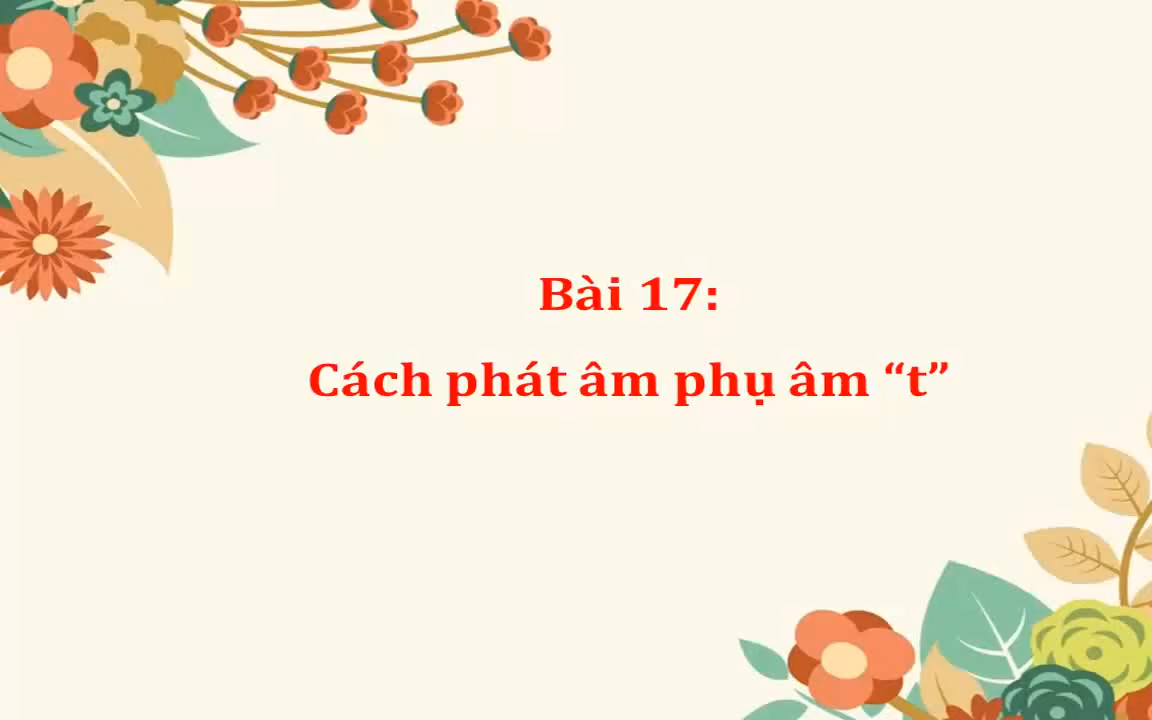 Bài 17:
Cách phát âm phụ âm “t”